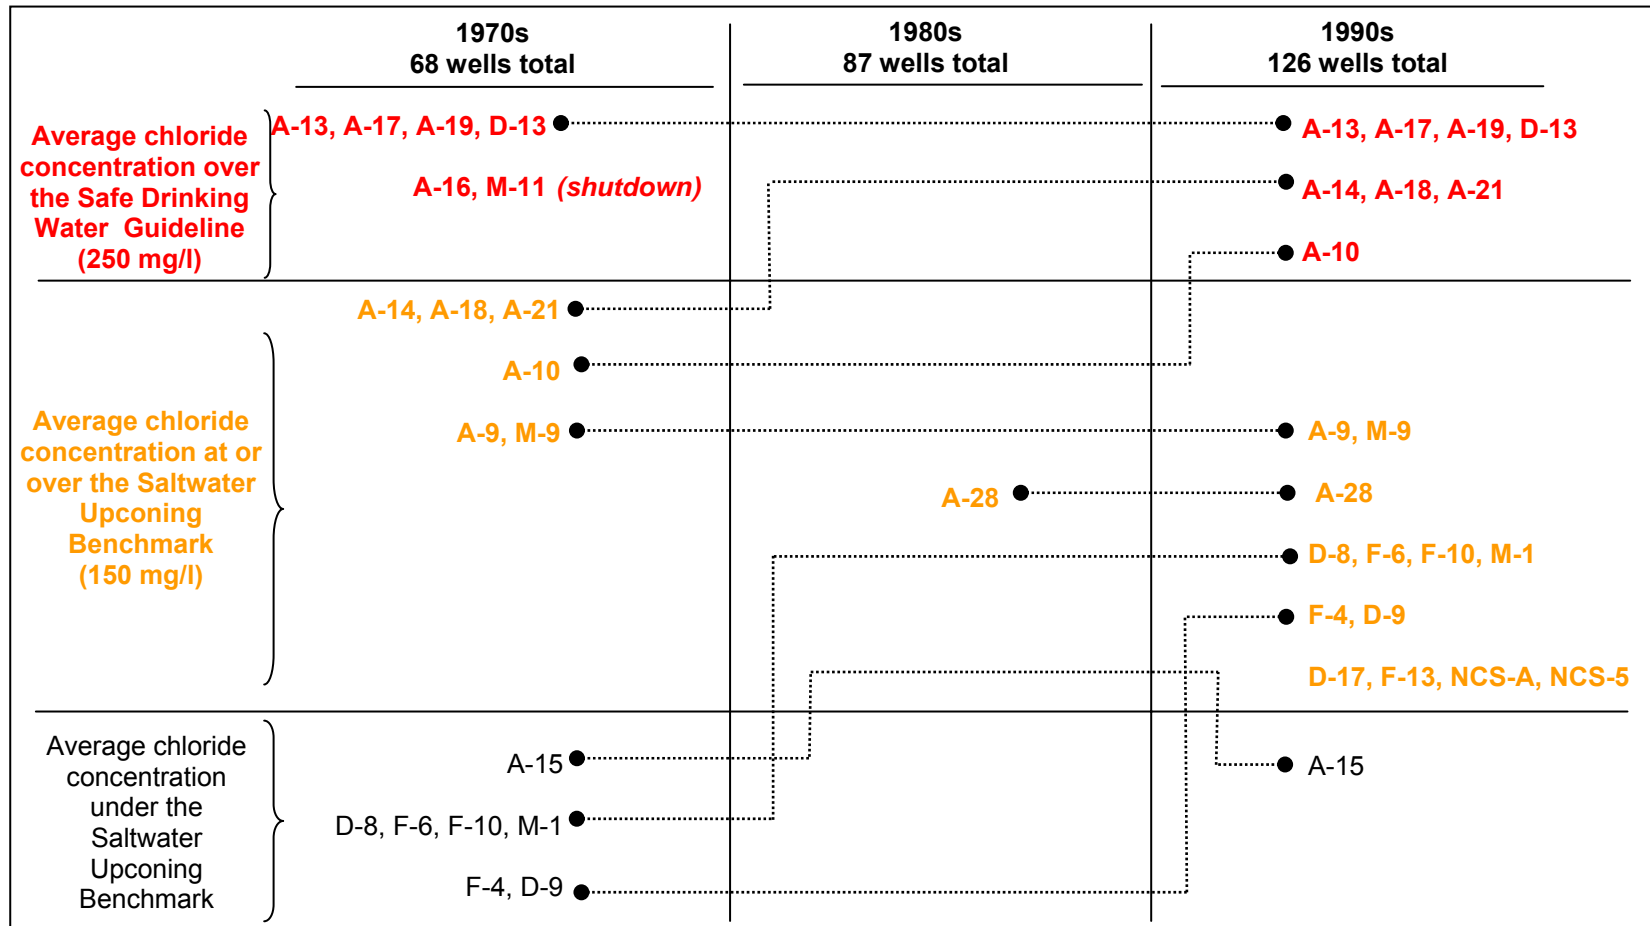 1970s
68 wells total
1980s
87 wells total
1990s
126 wells total
Average chloride
concentration over
the Safe Drinking
Water Guideline
(250 mg/l)
A-13, A-17, A-19, D-13
A-13, A-17, A-19, D-13
A-16, M-11 (shutdown)
A-14, A-18, A-21
A-10
A-14, A-18, A-21
A-10
Average chloride
concentration at or
over the Saltwater
Upconing
Benchmark
(150 mg/l)
A-9, M-9
A-9, M-9
A-28
A-28
D-8, F-6, F-10, M-1
F-4, D-9
D-17, F-13, NCS-A, NCS-5
Average chloride
concentration
under the
Saltwater
Upconing
Benchmark
A-15
A-15
D-8, F-6, F-10, M-1
F-4, D-9